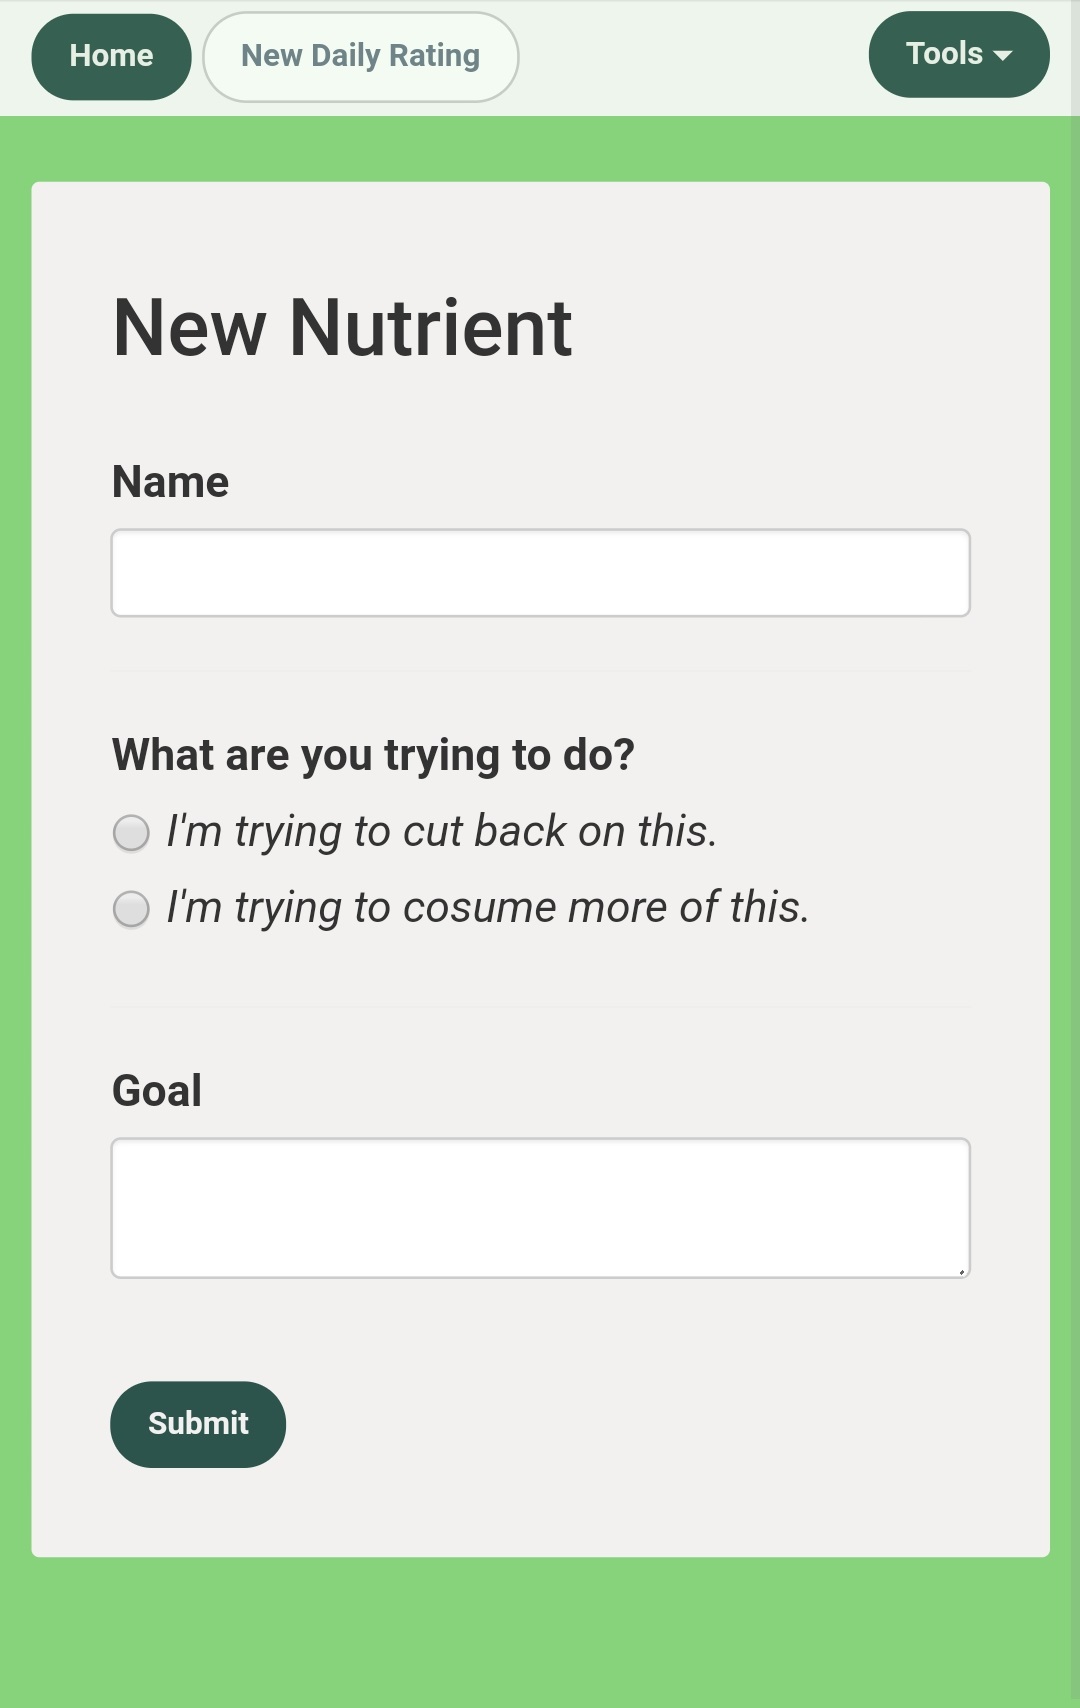 Home
New Daily Rating
Tools
New Nutrient
Name
What are you trying to do?
I'm trying to cut back on this.
I'm trying to cosume more of this.
Goal
Submit